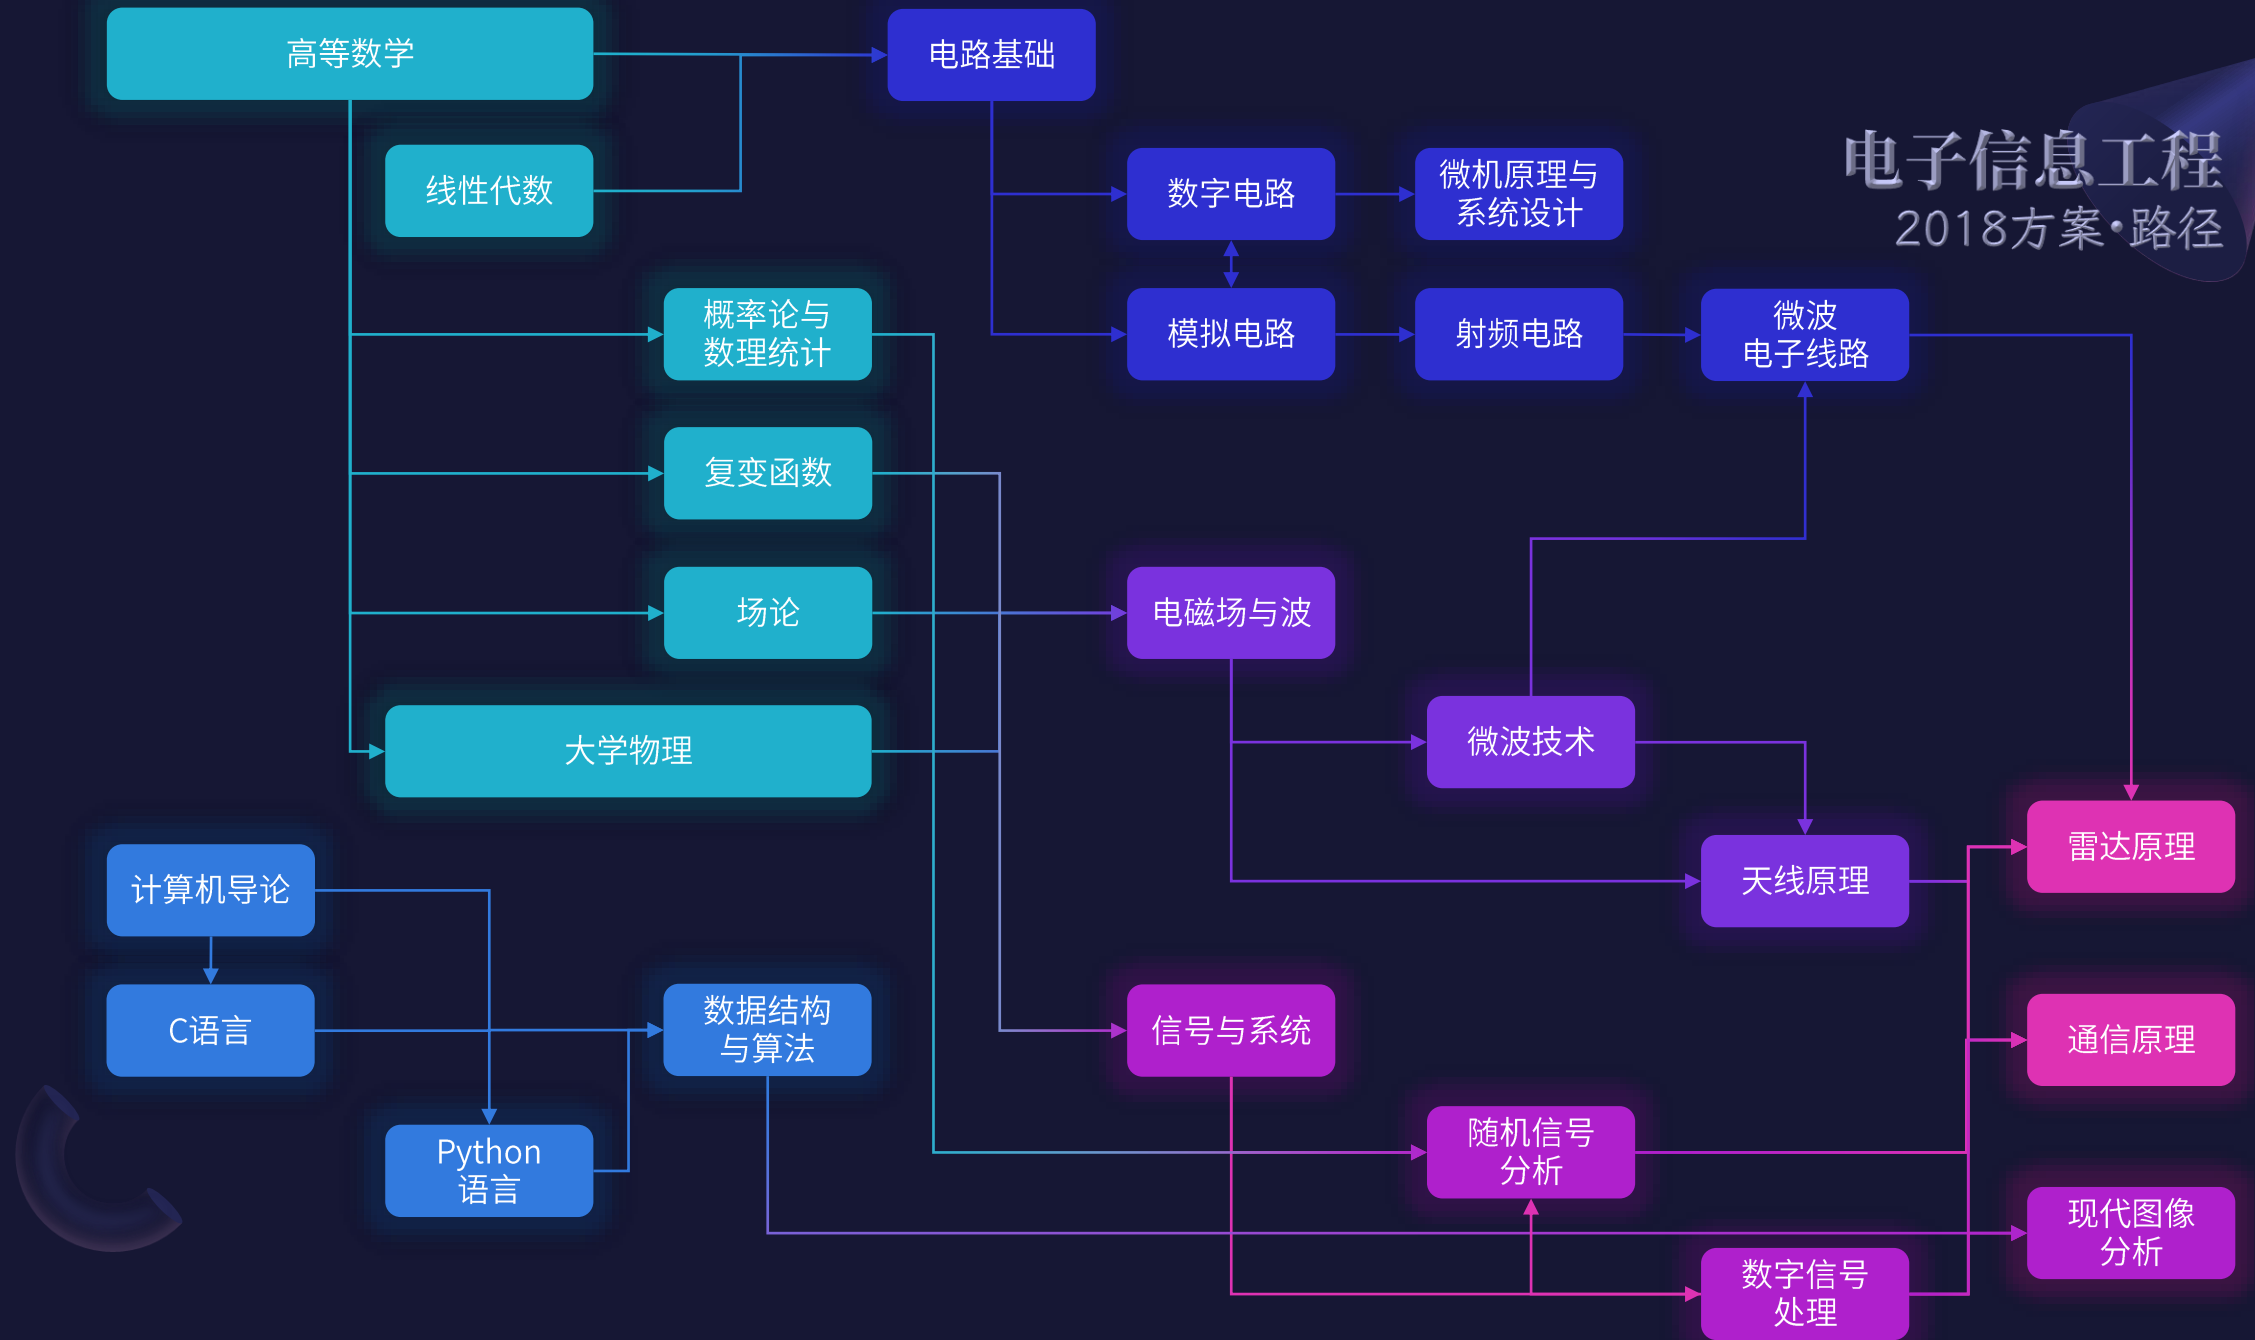 高等数学
电路基础
电子信息工程
2018方案·路径
线性代数
数字电路
微机原理与
系统设计
概率论与
数理统计
模拟电路
射频电路
微波
电子线路
复变函数
场论
电磁场与波
大学物理
微波技术
雷达原理
计算机导论
天线原理
C语言
数据结构
与算法
信号与系统
通信原理
Python
语言
随机信号
分析
现代图像
分析
数字信号
处理